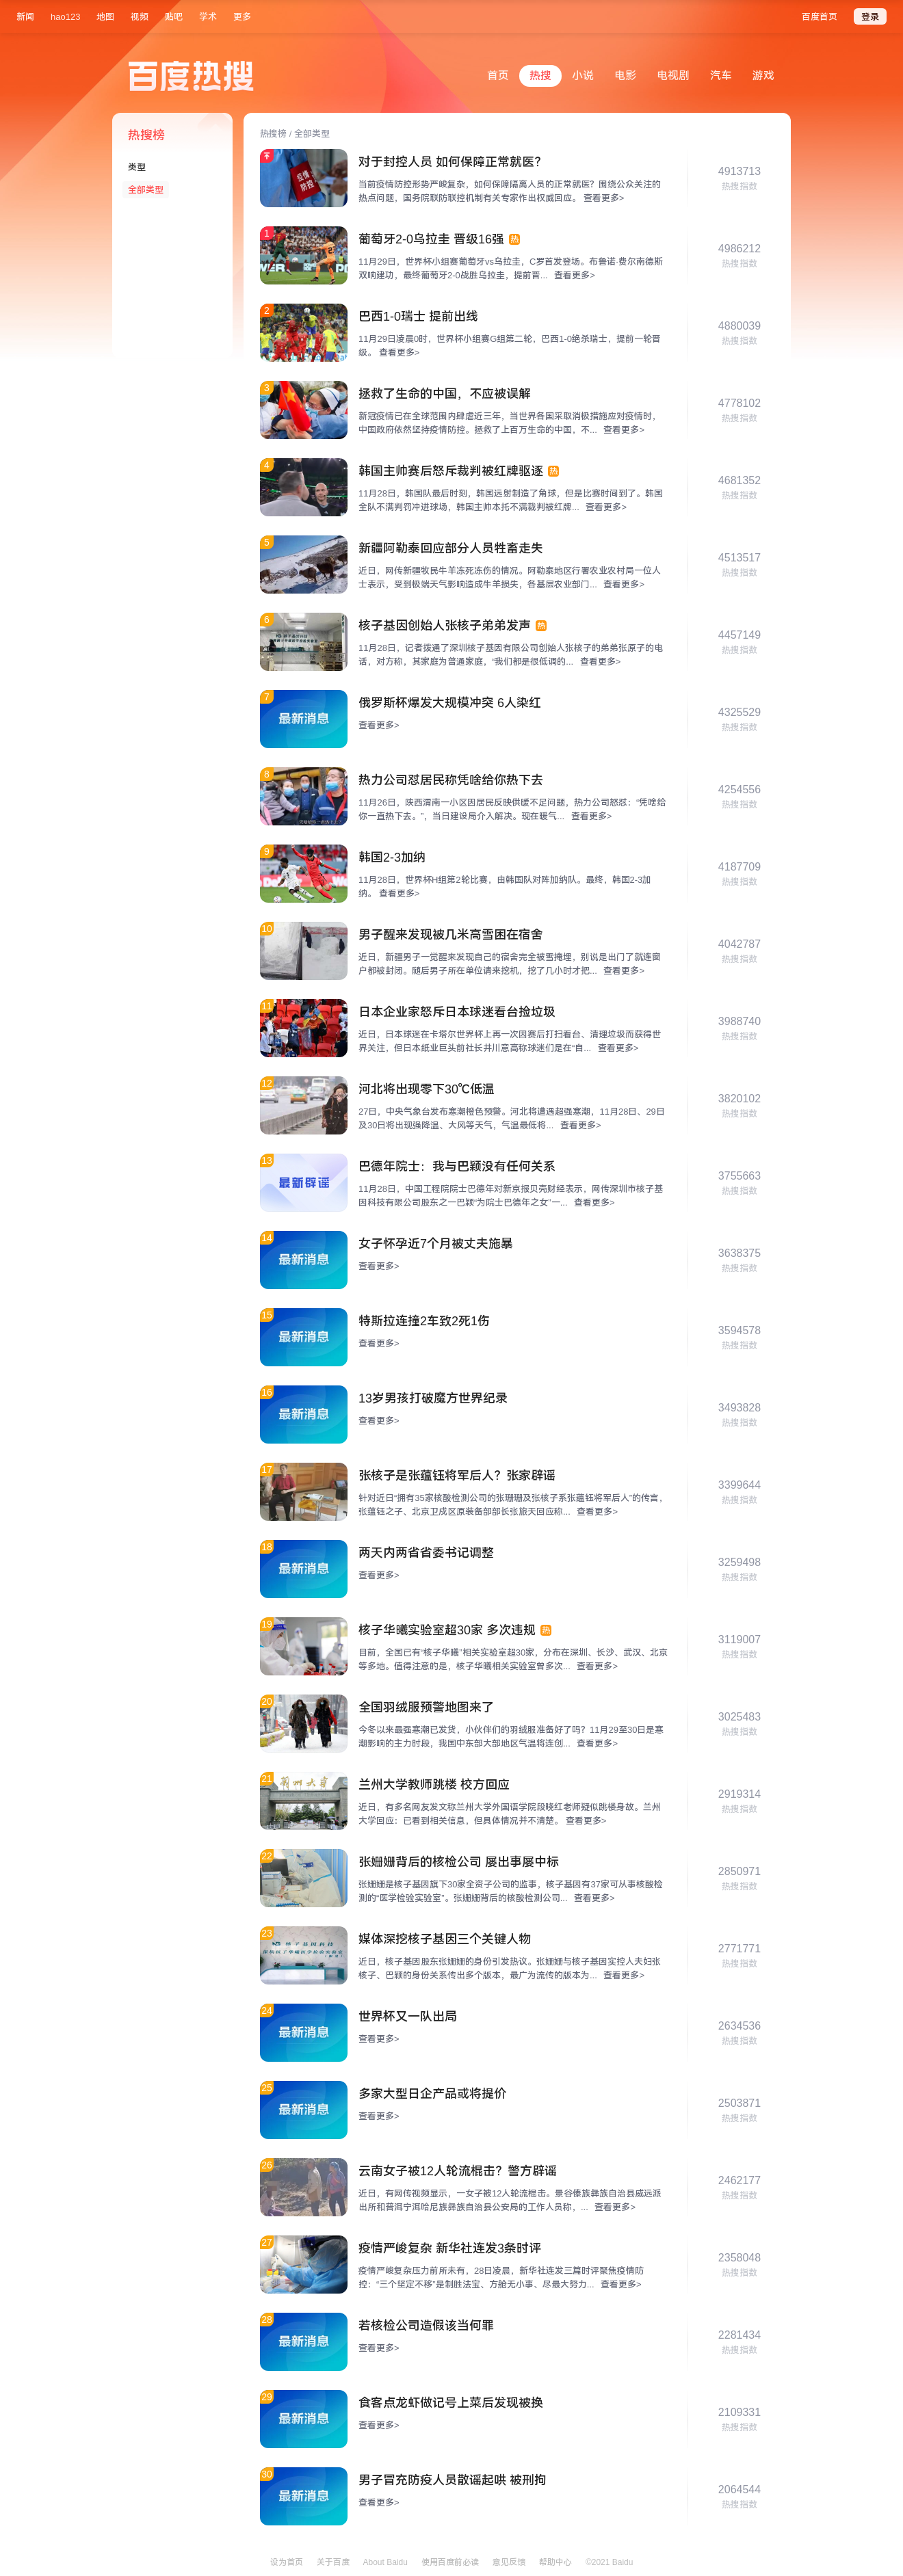 新闻 hao123 地图 视频 贴吧 学术 更多 百度首页 登录
百度热搜 首页 热搜 小说 电影 电视剧 汽车 游戏
热搜榜
类型
全部类型
热搜榜 / 全部类型
对于封控人员 如何保障正常就医？
当前疫情防控形势严峻复杂，如何保障隔离人员的正常就医？围绕公众关注的
热点问题，国务院联防联控机制有关专家作出权威回应。 查看更多>
4913713
热搜指数
1
葡萄牙2-0乌拉圭 晋级16强 热
11月29日，世界杯小组赛葡萄牙vs乌拉圭，C罗首发登场。布鲁诺·费尔南德斯
双响建功，最终葡萄牙2-0战胜乌拉圭，提前晋... 查看更多>
4986212
热搜指数
2
巴西1-0瑞士 提前出线
11月29日凌晨0时，世界杯小组赛G组第二轮，巴西1-0绝杀瑞士，提前一轮晋
级。 查看更多>
4880039
热搜指数
3
拯救了生命的中国，不应被误解
新冠疫情已在全球范围内肆虐近三年，当世界各国采取消极措施应对疫情时，
中国政府依然坚持疫情防控。拯救了上百万生命的中国，不... 查看更多>
4778102
热搜指数
4
韩国主帅赛后怒斥裁判被红牌驱逐 热
11月28日，韩国队最后时刻，韩国远射制造了角球，但是比赛时间到了。韩国
全队不满判罚冲进球场，韩国主帅本托不满裁判被红牌... 查看更多>
4681352
热搜指数
5
新疆阿勒泰回应部分人员牲畜走失
近日，网传新疆牧民牛羊冻死冻伤的情况。阿勒泰地区行署农业农村局一位人
士表示，受到极端天气影响造成牛羊损失，各基层农业部门... 查看更多>
4513517
热搜指数
6
核子基因创始人张核子弟弟发声 热
11月28日，记者拨通了深圳核子基因有限公司创始人张核子的弟弟张原子的电
话，对方称，其家庭为普通家庭，“我们都是很低调的... 查看更多>
4457149
热搜指数
7
最新消息
俄罗斯杯爆发大规模冲突 6人染红
查看更多>
4325529
热搜指数
8
热力公司怼居民称凭啥给你热下去
11月26日，陕西渭南一小区因居民反映供暖不足问题，热力公司怒怼：“凭啥给
你一直热下去。”，当日建设局介入解决。现在暖气... 查看更多>
4254556
热搜指数
9
韩国2-3加纳
11月28日，世界杯H组第2轮比赛，由韩国队对阵加纳队。最终，韩国2-3加
纳。 查看更多>
4187709
热搜指数
10
男子醒来发现被几米高雪困在宿舍
近日，新疆男子一觉醒来发现自己的宿舍完全被雪掩埋，别说是出门了就连窗
户都被封闭。随后男子所在单位请来挖机，挖了几小时才把... 查看更多>
4042787
热搜指数
11
日本企业家怒斥日本球迷看台捡垃圾
近日，日本球迷在卡塔尔世界杯上再一次因赛后打扫看台、清理垃圾而获得世
界关注，但日本纸业巨头前社长井川意高称球迷们是在“自... 查看更多>
3988740
热搜指数
12
河北将出现零下30℃低温
27日，中央气象台发布寒潮橙色预警。河北将遭遇超强寒潮，11月28日、29日
及30日将出现强降温、大风等天气，气温最低将... 查看更多>
3820102
热搜指数
13
最新辟谣
巴德年院士：我与巴颖没有任何关系
11月28日，中国工程院院士巴德年对新京报贝壳财经表示，网传深圳市核子基
因科技有限公司股东之一巴颖“为院士巴德年之女”一... 查看更多>
3755663
热搜指数
14
最新消息
女子怀孕近7个月被丈夫施暴
查看更多>
3638375
热搜指数
15
最新消息
特斯拉连撞2车致2死1伤
查看更多>
3594578
热搜指数
16
最新消息
13岁男孩打破魔方世界纪录
查看更多>
3493828
热搜指数
17
张核子是张蕴钰将军后人？张家辟谣
针对近日“拥有35家核酸检测公司的张珊珊及张核子系张蕴钰将军后人”的传言，
张蕴钰之子、北京卫戍区原装备部部长张旅天回应称... 查看更多>
3399644
热搜指数
18
最新消息
两天内两省省委书记调整
查看更多>
3259498
热搜指数
19
核子华曦实验室超30家 多次违规 热
目前，全国已有“核子华曦”相关实验室超30家，分布在深圳、长沙、武汉、北京
等多地。值得注意的是，核子华曦相关实验室曾多次... 查看更多>
3119007
热搜指数
20
全国羽绒服预警地图来了
今冬以来最强寒潮已发货，小伙伴们的羽绒服准备好了吗？11月29至30日是寒
潮影响的主力时段，我国中东部大部地区气温将连创... 查看更多>
3025483
热搜指数
21
兰州大学教师跳楼 校方回应
近日，有多名网友发文称兰州大学外国语学院段晓红老师疑似跳楼身故。兰州
大学回应：已看到相关信息，但具体情况并不清楚。 查看更多>
2919314
热搜指数
22
张姗姗背后的核检公司 屡出事屡中标
张姗姗是核子基因旗下30家全资子公司的监事，核子基因有37家可从事核酸检
测的“医学检验实验室”。张姗姗背后的核酸检测公司... 查看更多>
2850971
热搜指数
23
媒体深挖核子基因三个关键人物
近日，核子基因股东张姗姗的身份引发热议。张姗姗与核子基因实控人夫妇张
核子、巴颖的身份关系传出多个版本，最广为流传的版本为... 查看更多>
2771771
热搜指数
24
最新消息
世界杯又一队出局
查看更多>
2634536
热搜指数
25
最新消息
多家大型日企产品或将提价
查看更多>
2503871
热搜指数
26
云南女子被12人轮流棍击？警方辟谣
近日，有网传视频显示，一女子被12人轮流棍击。景谷傣族彝族自治县威远派
出所和普洱宁洱哈尼族彝族自治县公安局的工作人员称，... 查看更多>
2462177
热搜指数
27
疫情严峻复杂 新华社连发3条时评
疫情严峻复杂压力前所未有，28日凌晨，新华社连发三篇时评聚焦疫情防
控：“三个坚定不移”是制胜法宝、方舱无小事、尽最大努力... 查看更多>
2358048
热搜指数
28
最新消息
若核检公司造假该当何罪
查看更多>
2281434
热搜指数
29
最新消息
食客点龙虾做记号上菜后发现被换
查看更多>
2109331
热搜指数
30
最新消息
男子冒充防疫人员散谣起哄 被刑拘
查看更多>
2064544
热搜指数
设为首页 关于百度 About Baidu 使用百度前必读 意见反馈 帮助中心 ©2021 Baidu